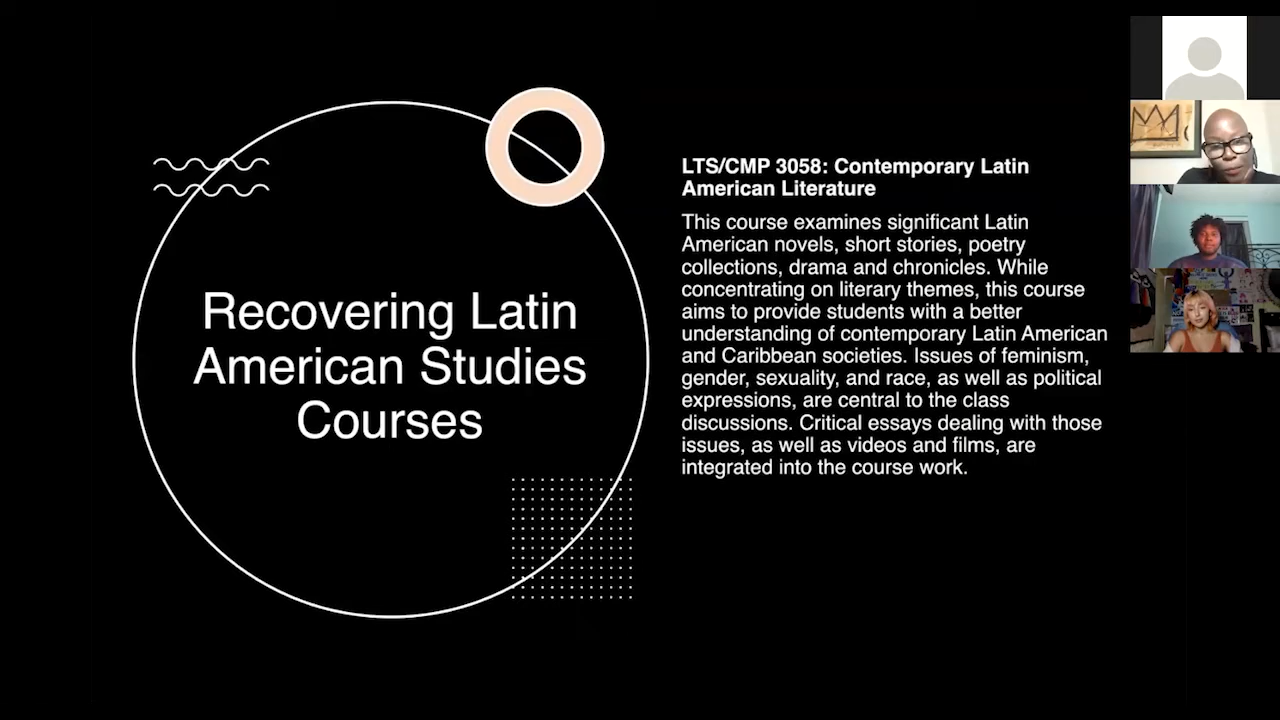 Recovering Latin
American Studies
Courses
LTS/CMP 3058: Contemporary Latin
American Literature
This course examines significant Latin
American novels, short stories, poetry
collections, drama and chronicles. While
concentrating on literary themes, this course
aims to provide students with a better
understanding of contemporary Latin American
and Caribbean societies. Issues of feminism,
gender, sexuality, and race, as well as political
expressions, are central to the class
discussions. Critical essays dealing with those
issues, as well as videos and films, are
integrated into the course work.